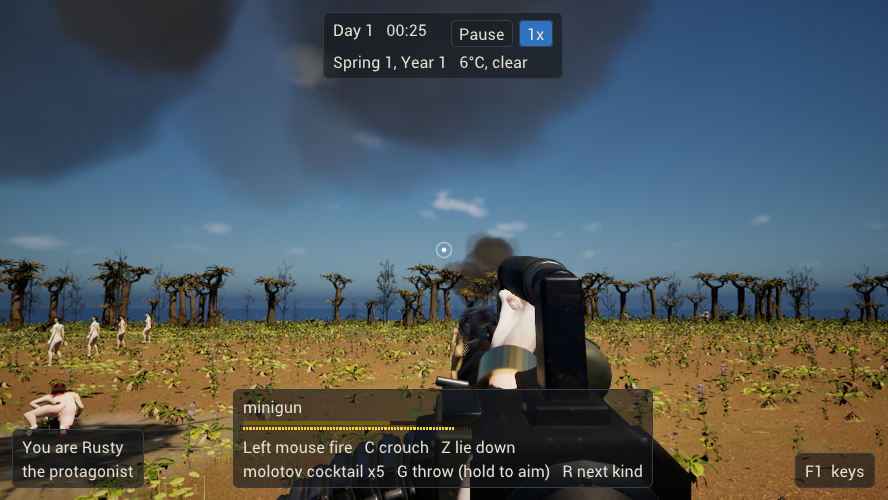 Day 1 00:25 Pause 1x
Spring 1, Year 1 6°C, clear
minigun
Left mouse fire C crouch Z lie down
molotov cocktail x5 G throw (hold to aim) R next kind
You are Rusty
the protagonist
F1 keys